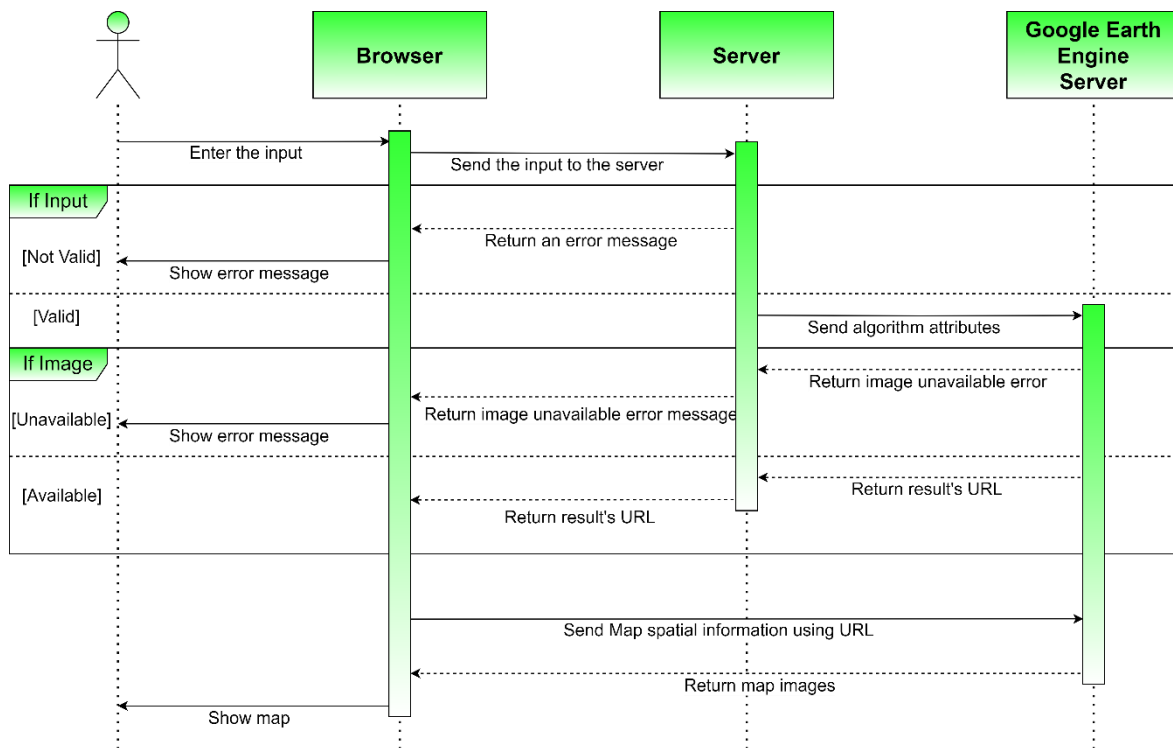 Browser
Server
Google Earth
Engine
Server
Enter the input
Send the input to the server
If Input
Return an error message
[Not Valid]
Show error message
[Valid]
Send algorithm attributes
If Image
Return image unavailable error
[Unavailable]
Return image unavailable error message
Show error message
[Available]
Return result's URL
Return result's URL
Send Map spatial information using URL
Return map images
Show map